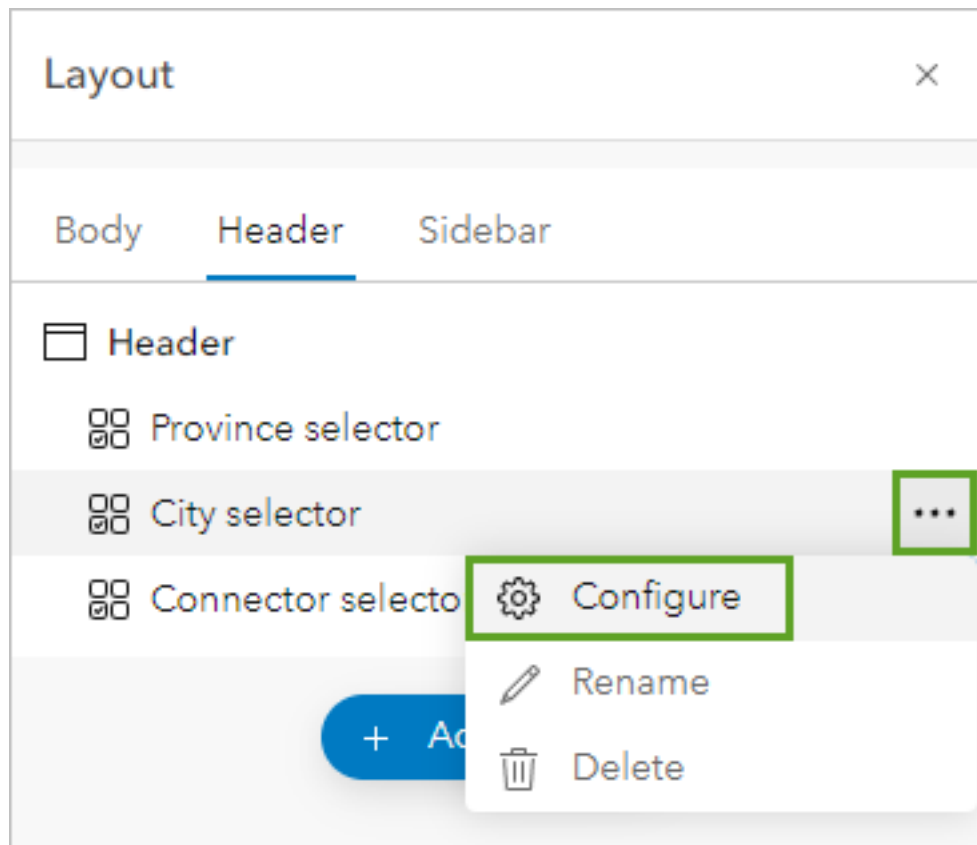 Layout
Body Header Sidebar
Header
Province selector
City selector
Connector selecto
Configure
Rename
Delete